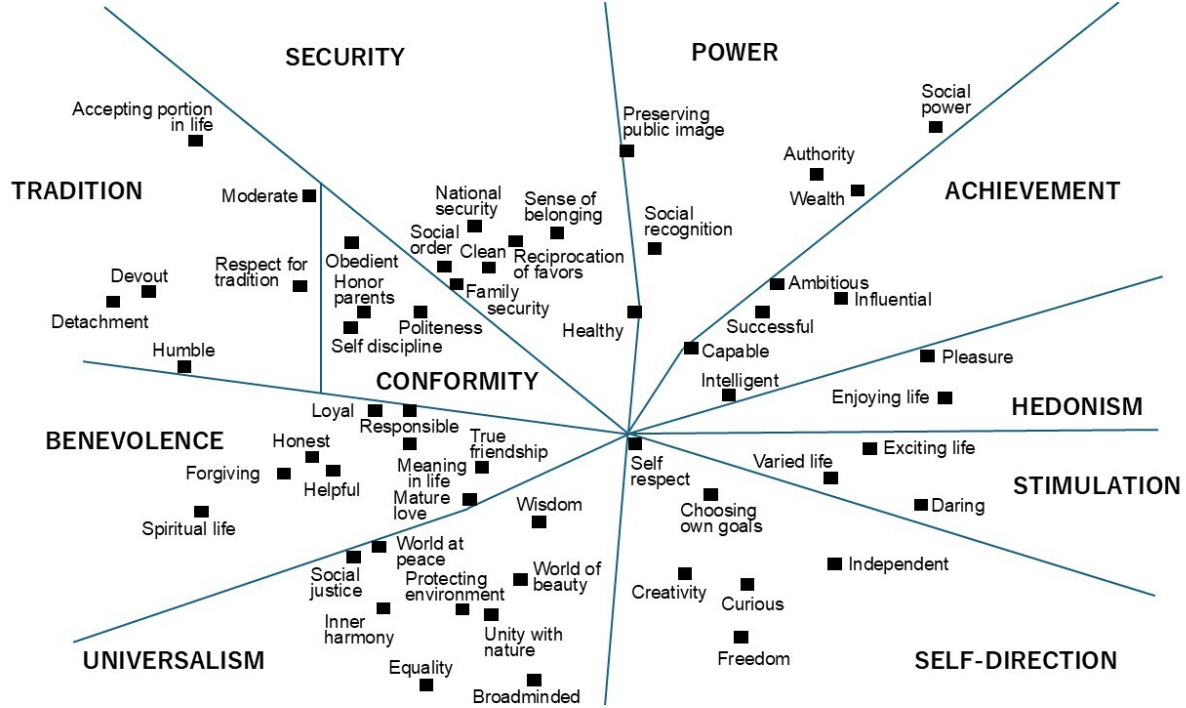 SECURITY
POWER
Accepting portion
in life
Social
power
Preserving
public image
TRADITION
Moderate
Authority
Wealth
ACHIEVEMENT
National
security
Sense of
belonging
Social
order
Clean
Reciprocation
of favors
Social
recognition
Obedient
Respect for
tradition
Devout
Detachment
Honor
parents
Family
security
Politeness
Self discipline
Healthy
Ambitious
Influential
Successful
Capable
Humble
CONFORMITY
Intelligent
Pleasure
Enjoying life
HEDONISM
Loyal
Responsible
BENEVOLENCE
Honest
True
friendship
Forgiving
Helpful
Meaning
in life
Mature
love
Self
respect
Varied life
Exciting life
STIMULATION
Spiritual life
Wisdom
Choosing
own goals
Daring
World at
peace
Social
justice
Protecting
environment
World of
beauty
Independent
Creativity
Curious
Inner
harmony
Unity with
nature
Freedom
UNIVERSALISM
Equality
Broadminded
SELF-DIRECTION